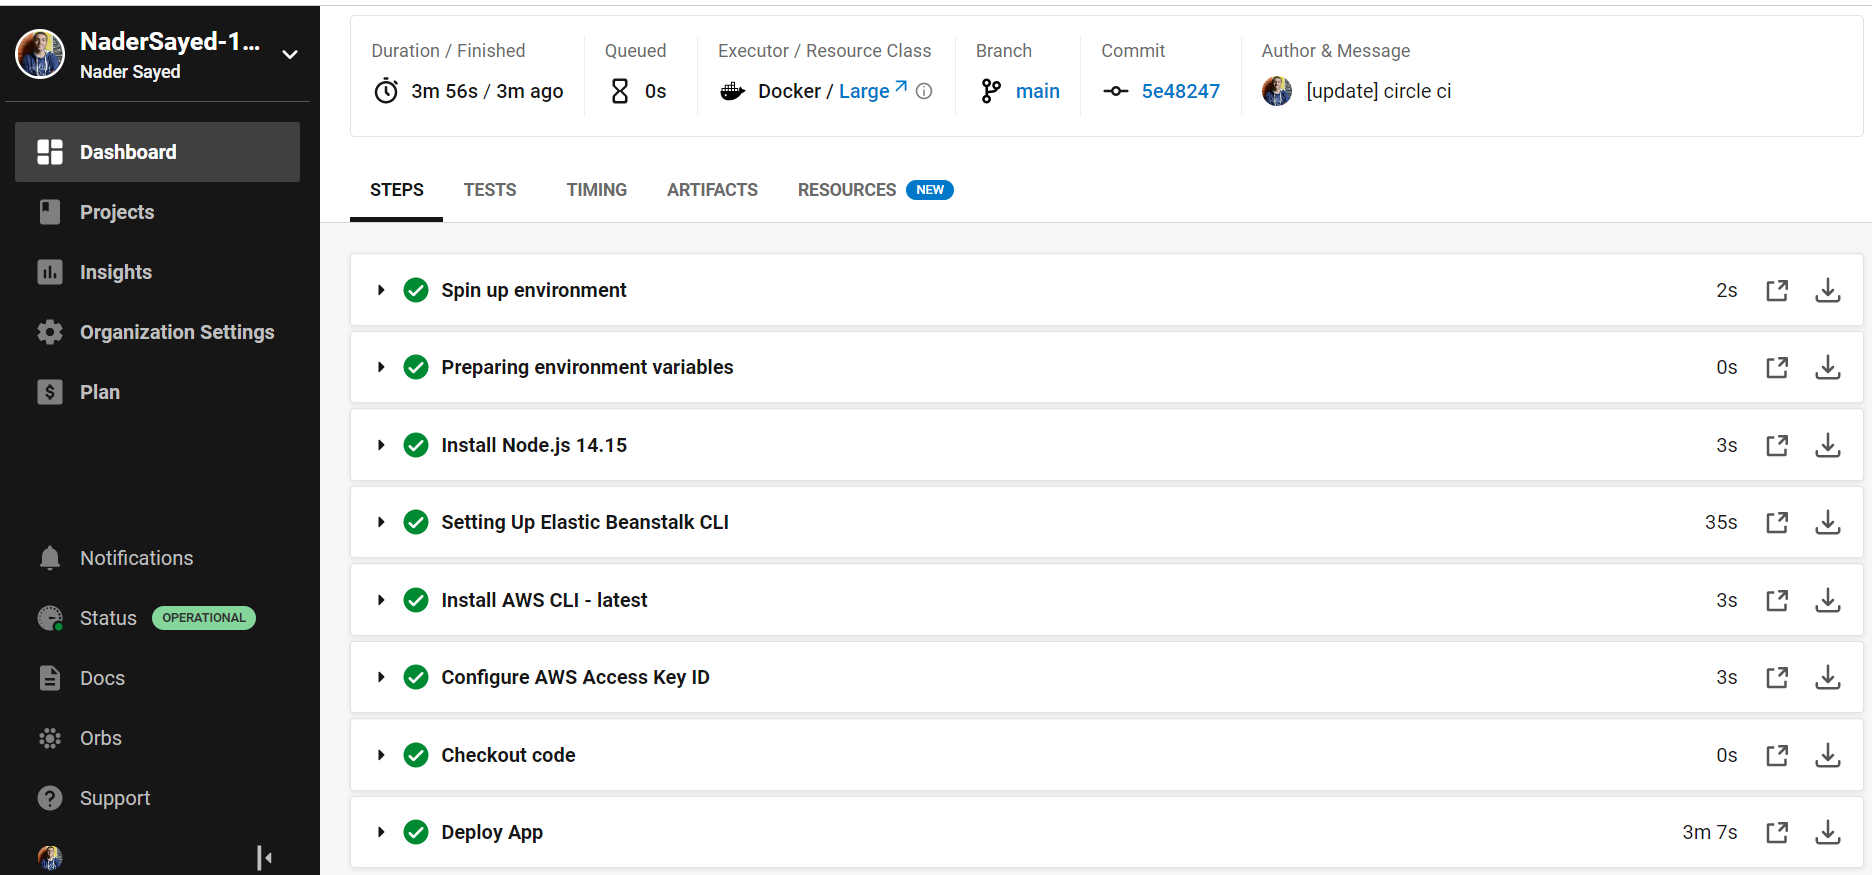 NaderSayed-1...
Nader Sayed
Dashboard
Projects
Insights
Organization Settings
Plan
Notifications
Status OPERATIONAL
Docs
Orbs
Support
Duration / Finished
3m 56s / 3m ago
Queued
0s
Executor / Resource Class
Docker / Large
Branch
main
Commit
5e48247
Author & Message
[update] circle ci
STEPS TESTS TIMING ARTIFACTS RESOURCES NEW
Spin up environment 2s
Preparing environment variables 0s
Install Node.js 14.15 3s
Setting Up Elastic Beanstalk CLI 35s
Install AWS CLI - latest 3s
Configure AWS Access Key ID 3s
Checkout code 0s
Deploy App 3m 7s